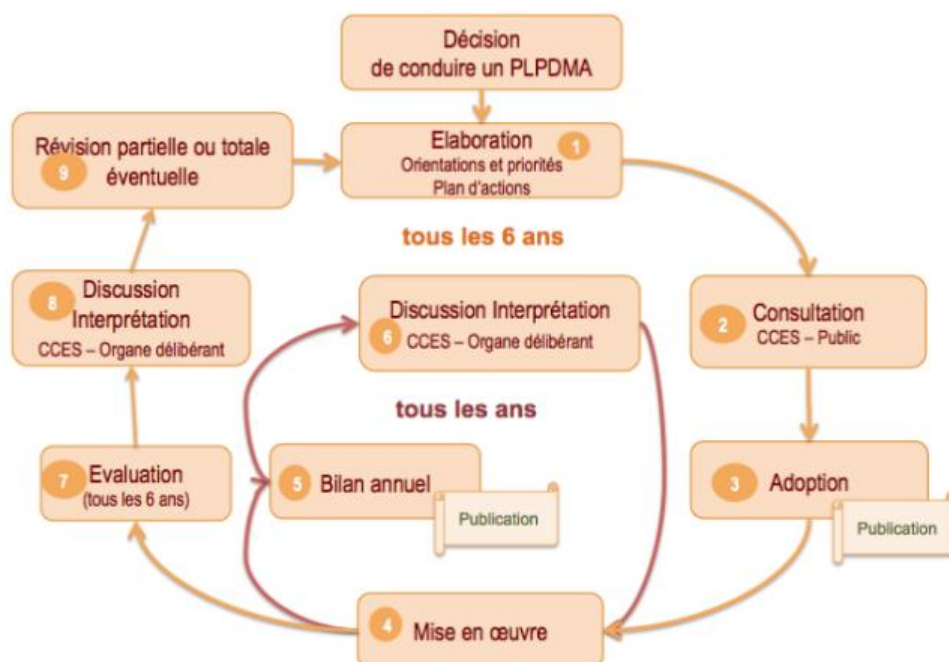 Décision
de conduire un PLPDMA
1
Elaboration
Orientations et priorités
Plan d'actions
9
Révision partielle ou totale
éventuelle
tous les 6 ans
8
Discussion
Interprétation
CCES – Organe délibérant
6
Discussion Interprétation
CCES – Organe délibérant
2
Consultation
CCES – Public
tous les ans
7
Evaluation
(tous les 6 ans)
5
Bilan annuel
Publication
3
Adoption
Publication
4
Mise en œuvre